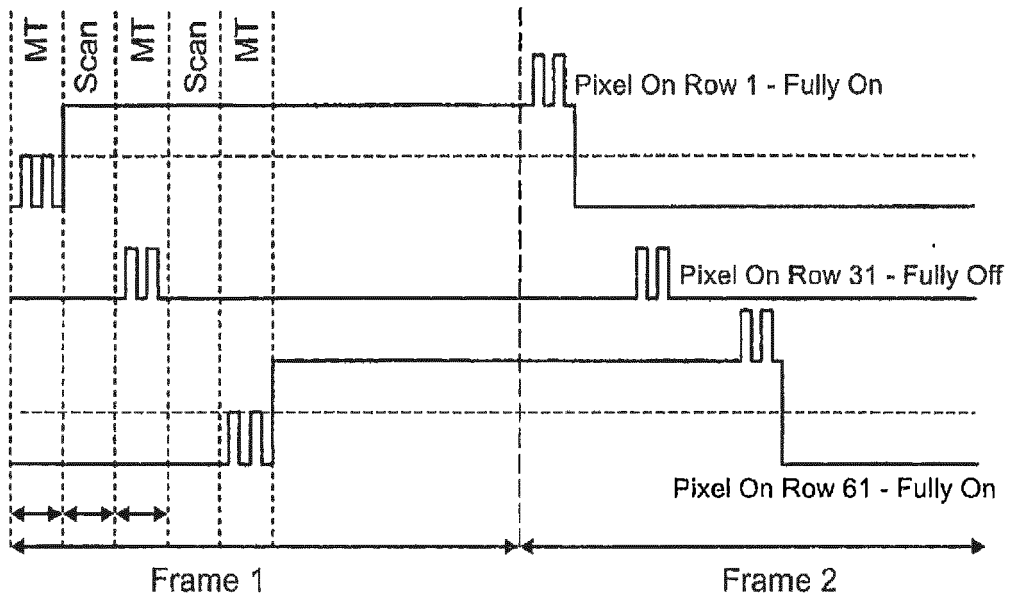 MT
Scan
MT
Scan
MT
Pixel On Row 1 - Fully On
Pixel On Row 31 - Fully Off
Pixel On Row 61 - Fully On
Frame 1
Frame 2